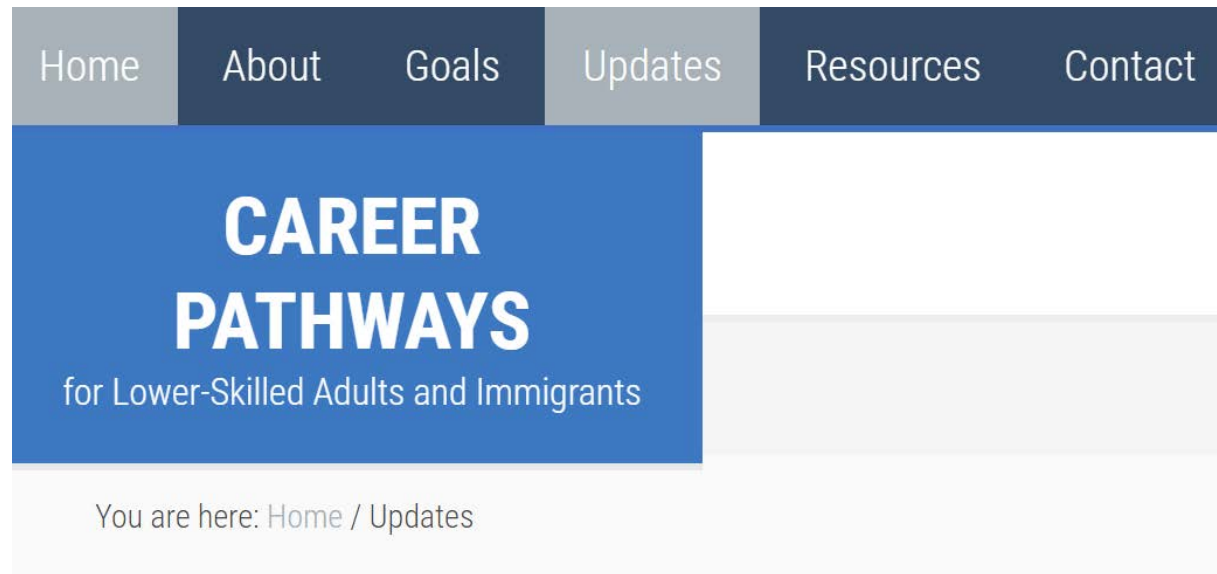 Home About Goals Updates Resources Contact
CAREER
PATHWAYS
for Lower-Skilled Adults and Immigrants
You are here: Home / Updates